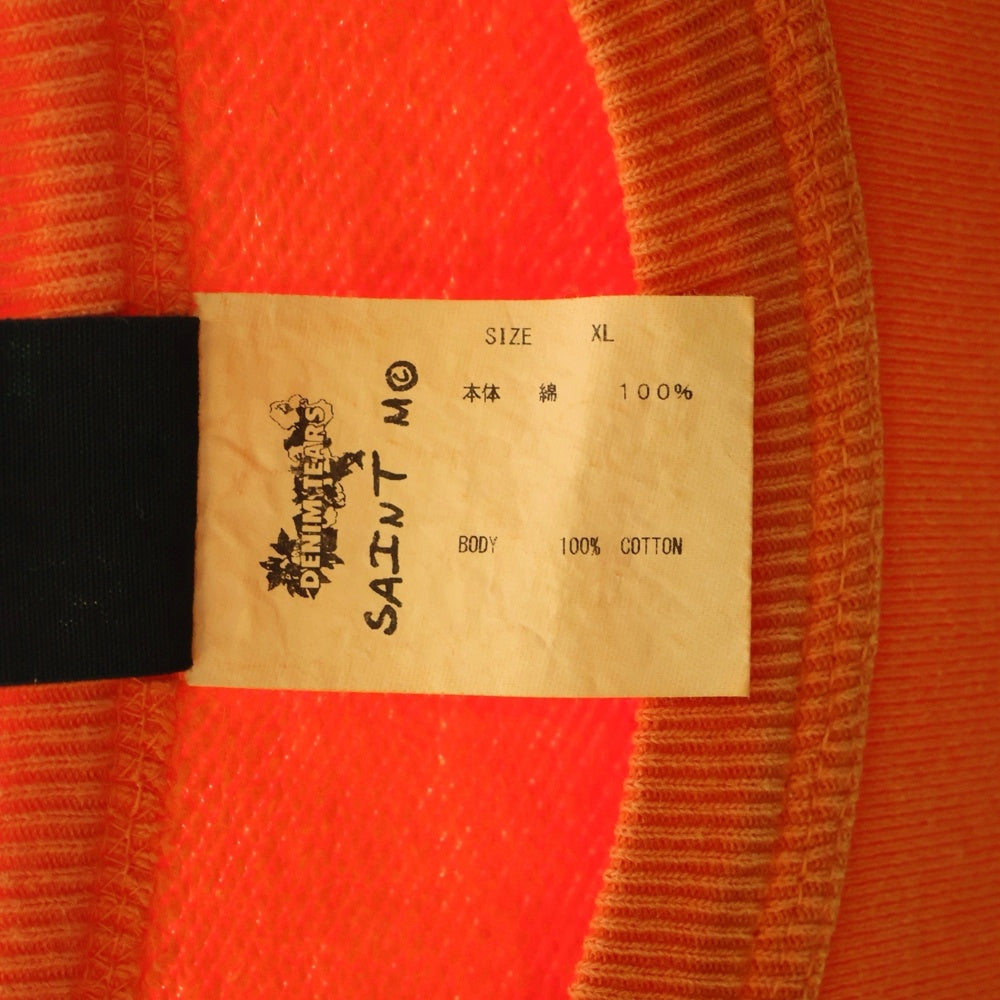 DENIM TEARS
SAINT M©
SIZE XL
本体 綿 100%
BODY 100% COTTON